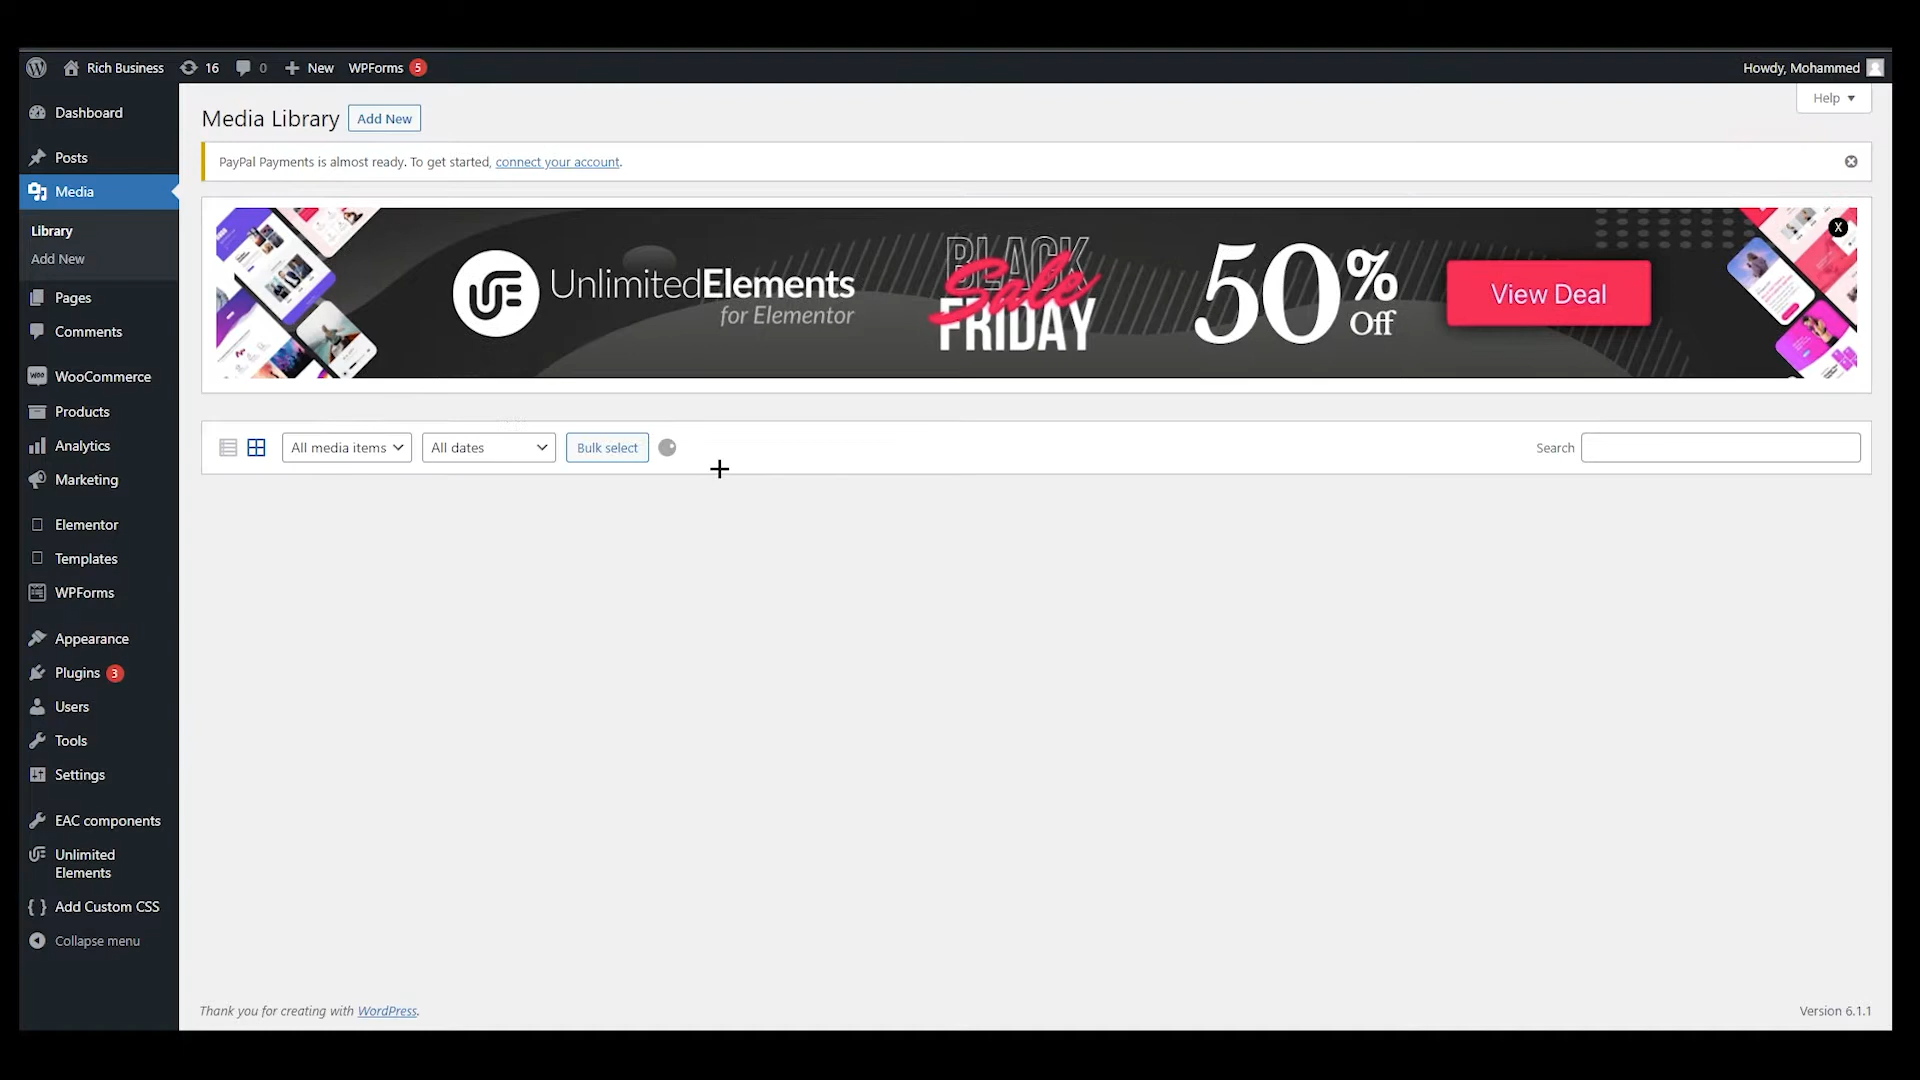 Rich Business 16 0 New WPForms 5 Howdy, Mohammed
Help
Dashboard
Posts
Media
Library
Add New
Pages
Comments
WooCommerce
Products
Analytics
Marketing
Elementor
Templates
WPForms
Appearance
Plugins 3
Users
Tools
Settings
EAC components
Unlimited
Elements
Add Custom CSS
Collapse menu
Media Library Add New
PayPal Payments is almost ready. To get started, connect your account.
UnlimitedElements
for Elementor
BLACK
Sale
FRIDAY
50%
Off
View Deal
X
All media items All dates Bulk select Search
Thank you for creating with WordPress. Version 6.1.1